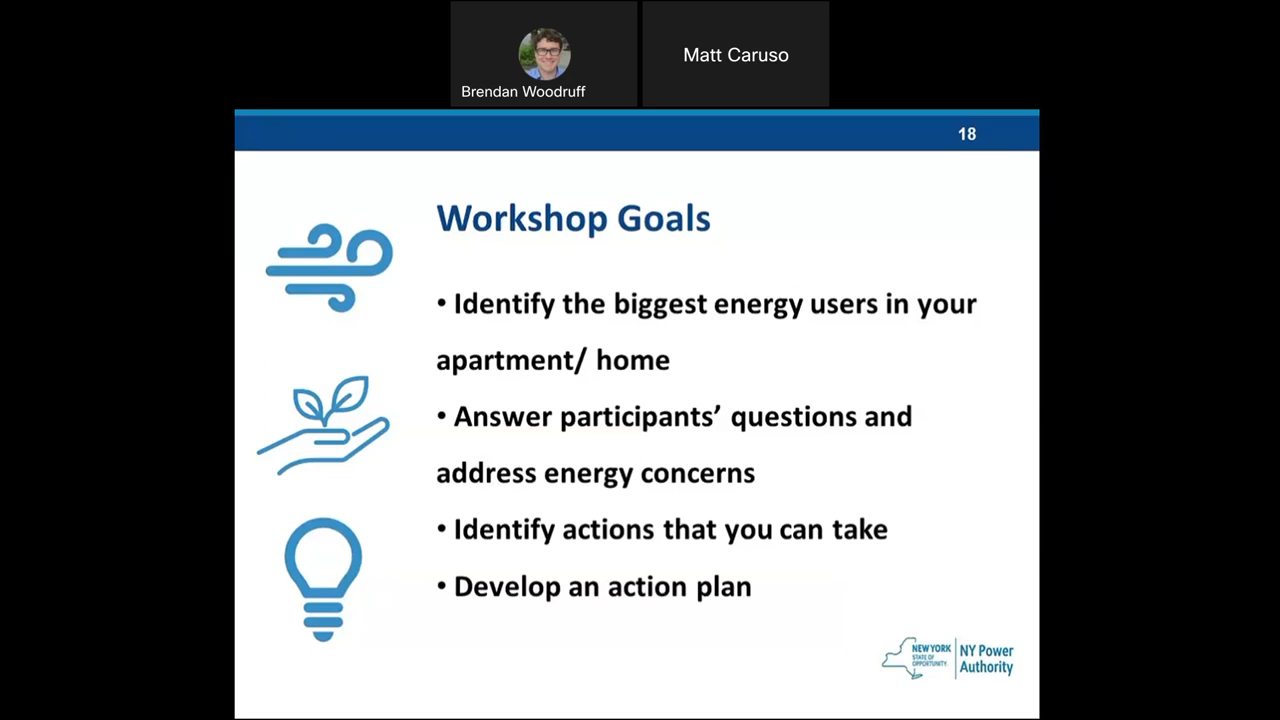 Brendan Woodruff
Matt Caruso
18
Workshop Goals
• Identify the biggest energy users in your
apartment/ home
• Answer participants’ questions and
address energy concerns
• Identify actions that you can take
• Develop an action plan
NEW YORK
STATE OF
OPPORTUNITY.
NY Power
Authority